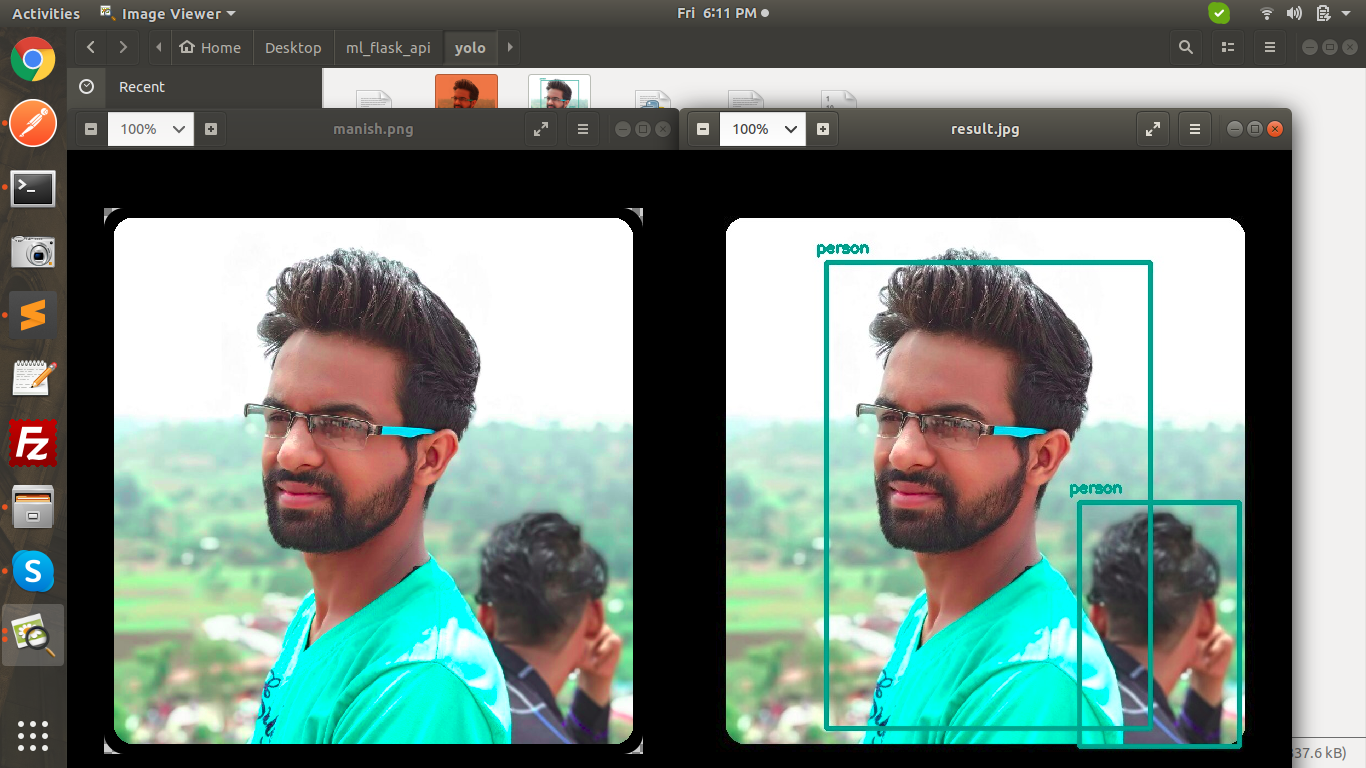 Activities Image Viewer Fri 6:11 PM
Home Desktop ml_flask_api yolo
Recent
100% manish.png 100% result.jpg
person
person
Fz
S
37.6 kB)